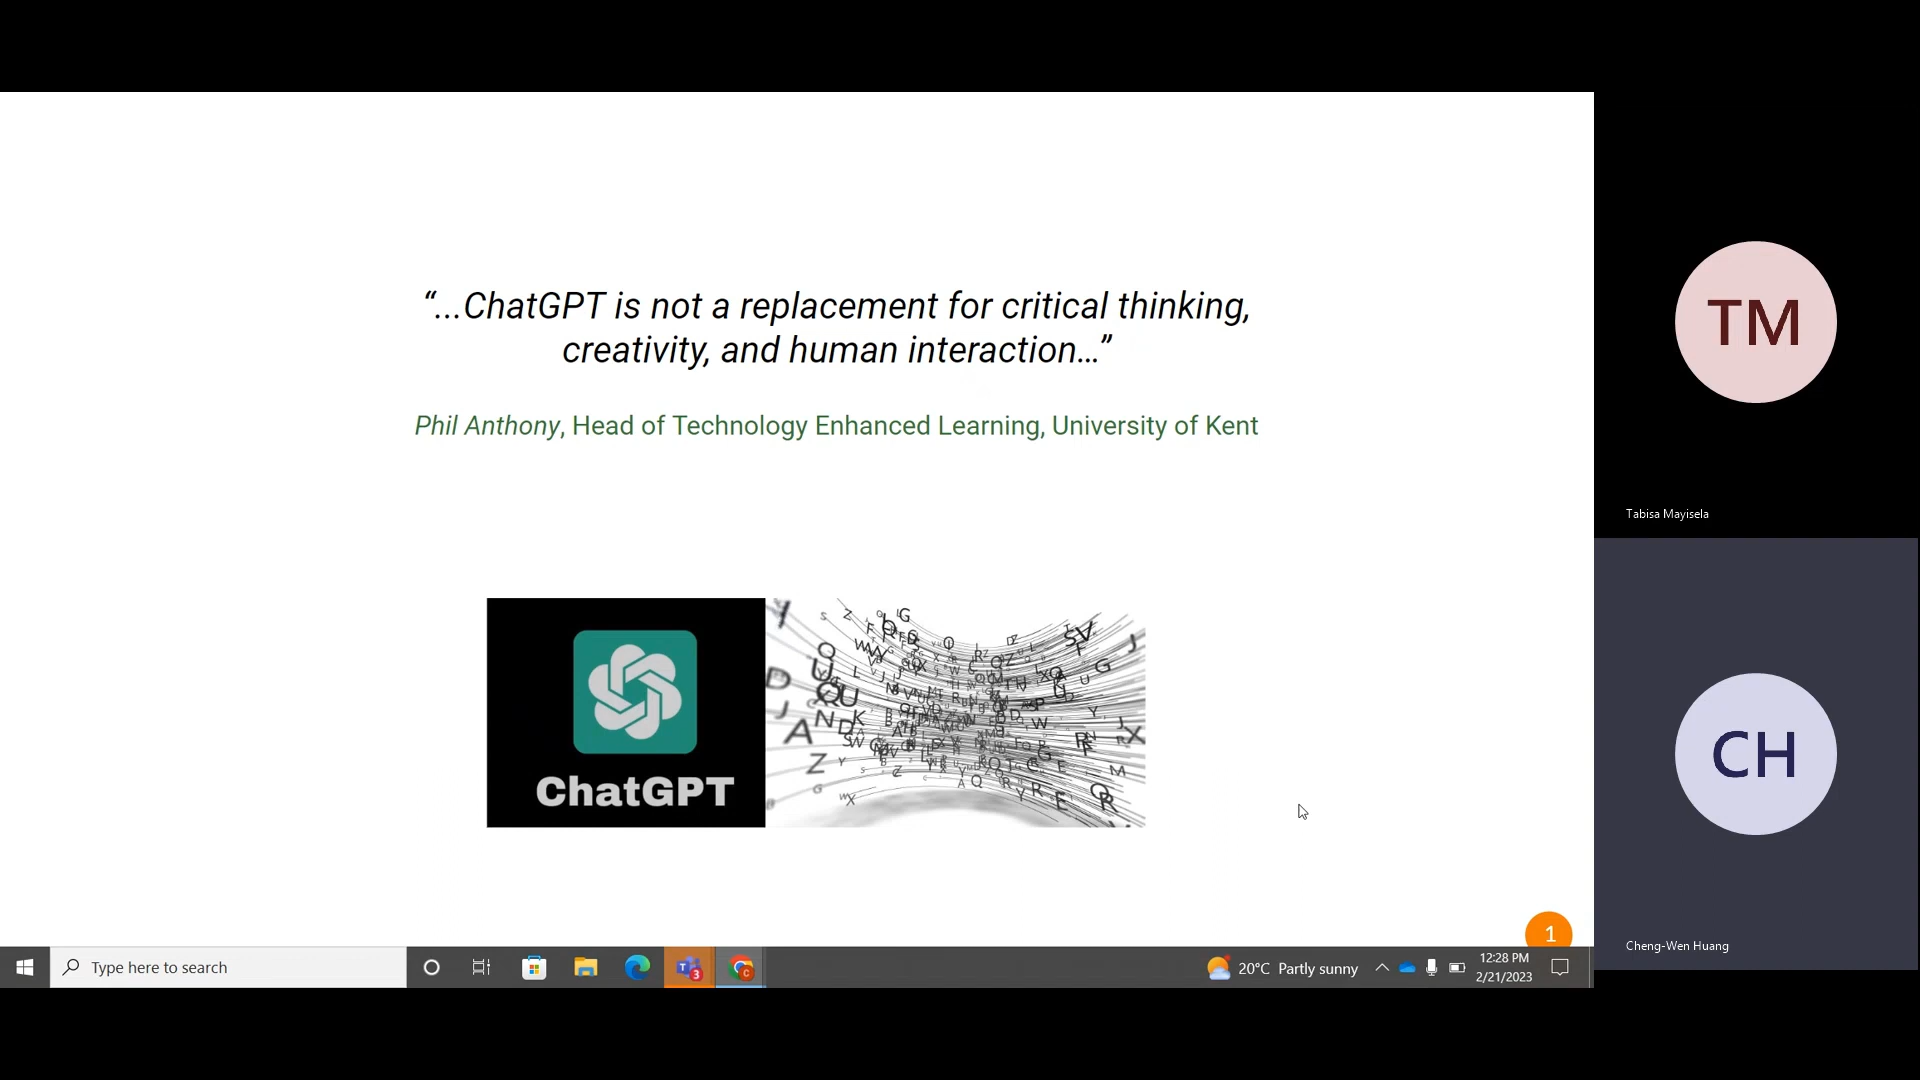 “...ChatGPT is not a replacement for critical thinking,
creativity, and human interaction...”
Phil Anthony, Head of Technology Enhanced Learning, University of Kent
ChatGPT
1
TM
Tabisa Mayisela
CH
Cheng-Wen Huang
Type here to search
3
C
20°C Partly sunny
12:28 PM
2/21/2023